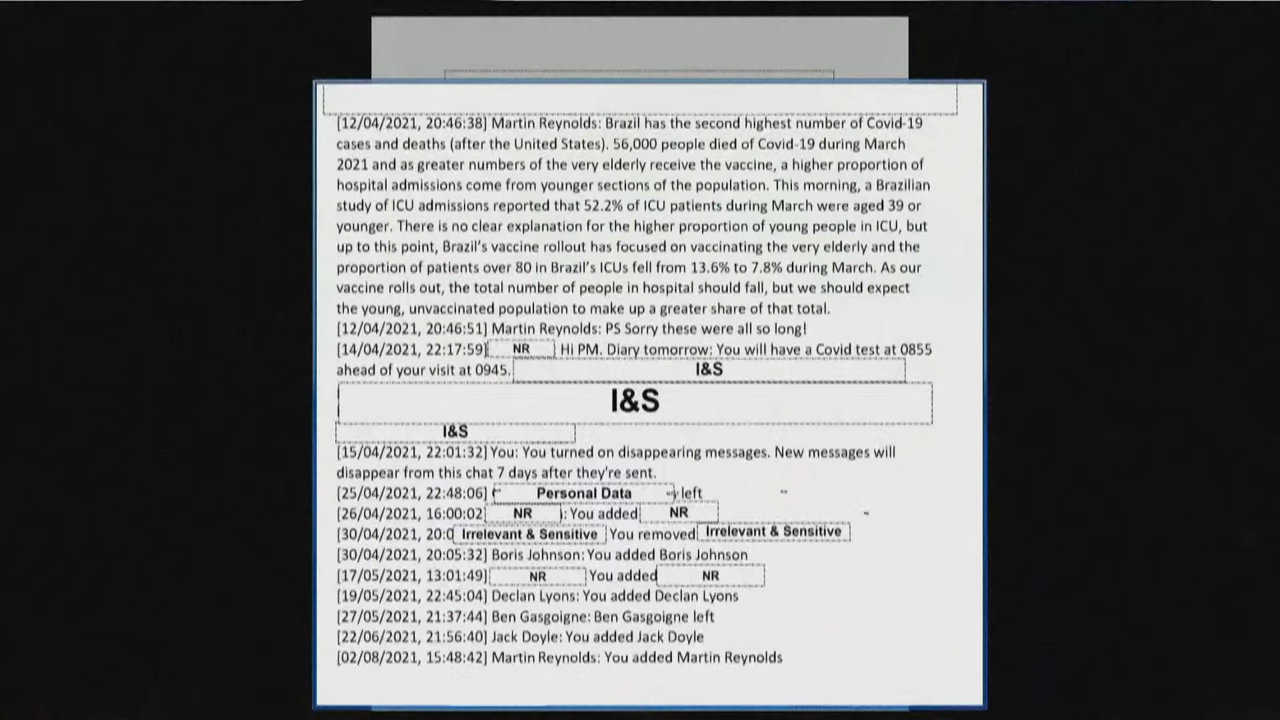 [12/04/2021, 20:46:38] Martin Reynolds: Brazil has the second highest number of Covid-19
cases and deaths (after the United States). 56,000 people died of Covid-19 during March
2021 and as greater numbers of the very elderly receive the vaccine, a higher proportion of
hospital admissions come from younger sections of the population. This morning, a Brazilian
study of ICU admissions reported that 52.2% of ICU patients during March were aged 39 or
younger. There is no clear explanation for the higher proportion of young people in ICU, but
up to this point, Brazil's vaccine rollout has focused on vaccinating the very elderly and the
proportion of patients over 80 in Brazil's ICUs fell from 13.6% to 7.8% during March. As our
vaccine rolls out, the total number of people in hospital should fall, but we should expect
the young, unvaccinated population to make up a greater share of that total.
[12/04/2021, 20:46:51] Martin Reynolds: PS Sorry these were all so long!
[14/04/2021, 22:17:59] NR Hi PM. Diary tomorrow: You will have a Covid test at 0855
ahead of your visit at 0945. I&S
I&S
I&S
[15/04/2021, 22:01:32] You: You turned on disappearing messages. New messages will
disappear from this chat 7 days after they're sent.
[25/04/2021, 22:48:06] Personal Data left
[26/04/2021, 16:00:02 NR : You added NR
[30/04/2021, 20:0 Irrelevant & Sensitive You removed Irrelevant & Sensitive
[30/04/2021, 20:05:32] Boris Johnson: You added Boris Johnson
[17/05/2021, 13:01:49] NR You added NR
[19/05/2021, 22:45:04] Declan Lyons: You added Declan Lyons
[27/05/2021, 21:37:44] Ben Gasgoigne: Ben Gasgoigne left
[22/06/2021, 21:56:40] Jack Doyle: You added Jack Doyle
[02/08/2021, 15:48:42] Martin Reynolds: You added Martin Reynolds